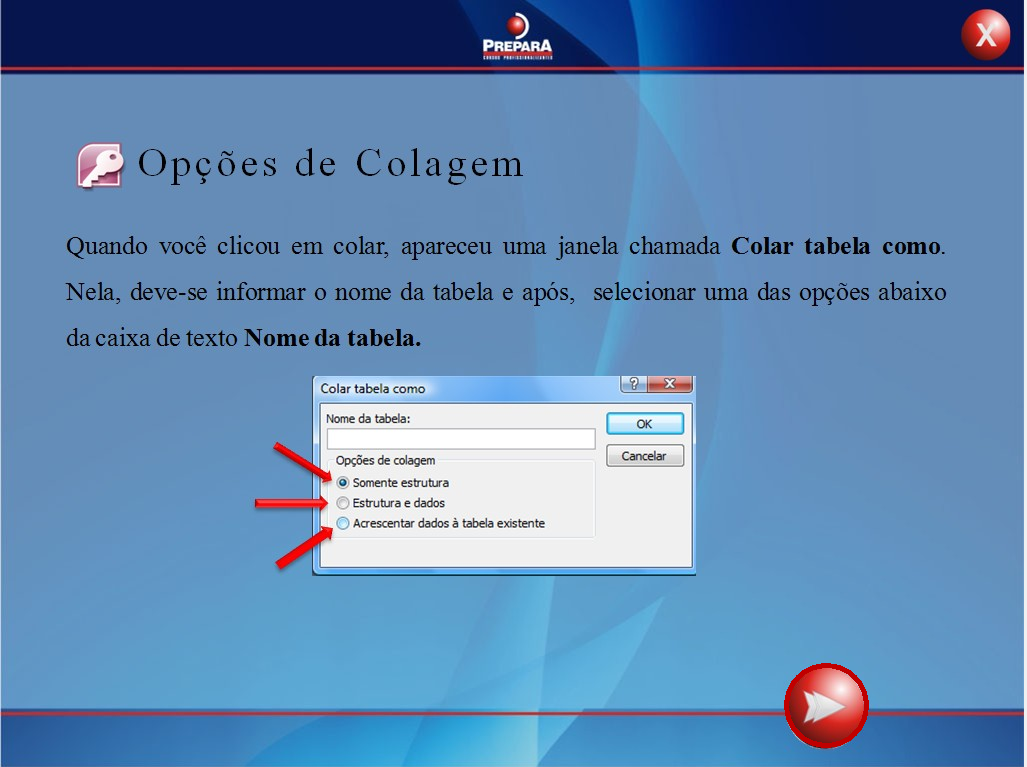 PREPARA
CURSOS PROFISSIONALIZANTES
X
Opções de Colagem
Quando você clicou em colar, apareceu uma janela chamada Colar tabela como.
Nela, deve-se informar o nome da tabela e após, selecionar uma das opções abaixo
da caixa de texto Nome da tabela.
Colar tabela como
?
Nome da tabela:
OK
Cancelar
Opções de colagem
Somente estrutura
Estrutura e dados
Acrescentar dados à tabela existente